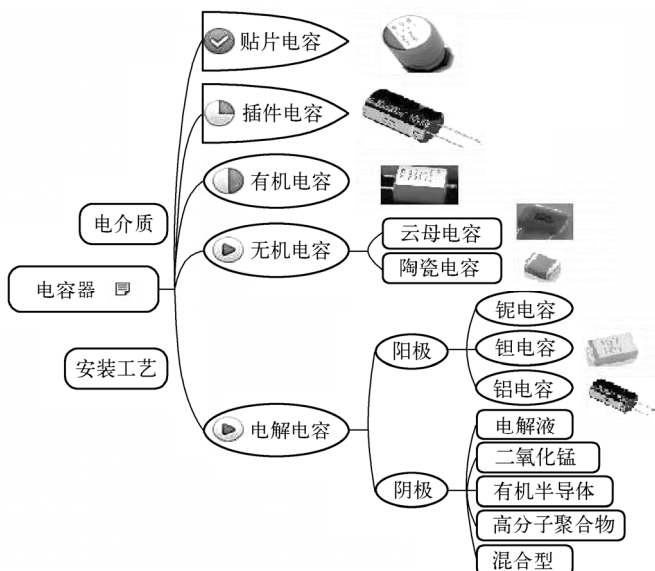 贴片电容
插件电容
有机电容
电介质
无机电容
云母电容
陶瓷电容
电容器
安装工艺
电解电容
阳极
铌电容
钽电容
铝电容
阴极
电解液
二氧化锰
有机半导体
高分子聚合物
混合型